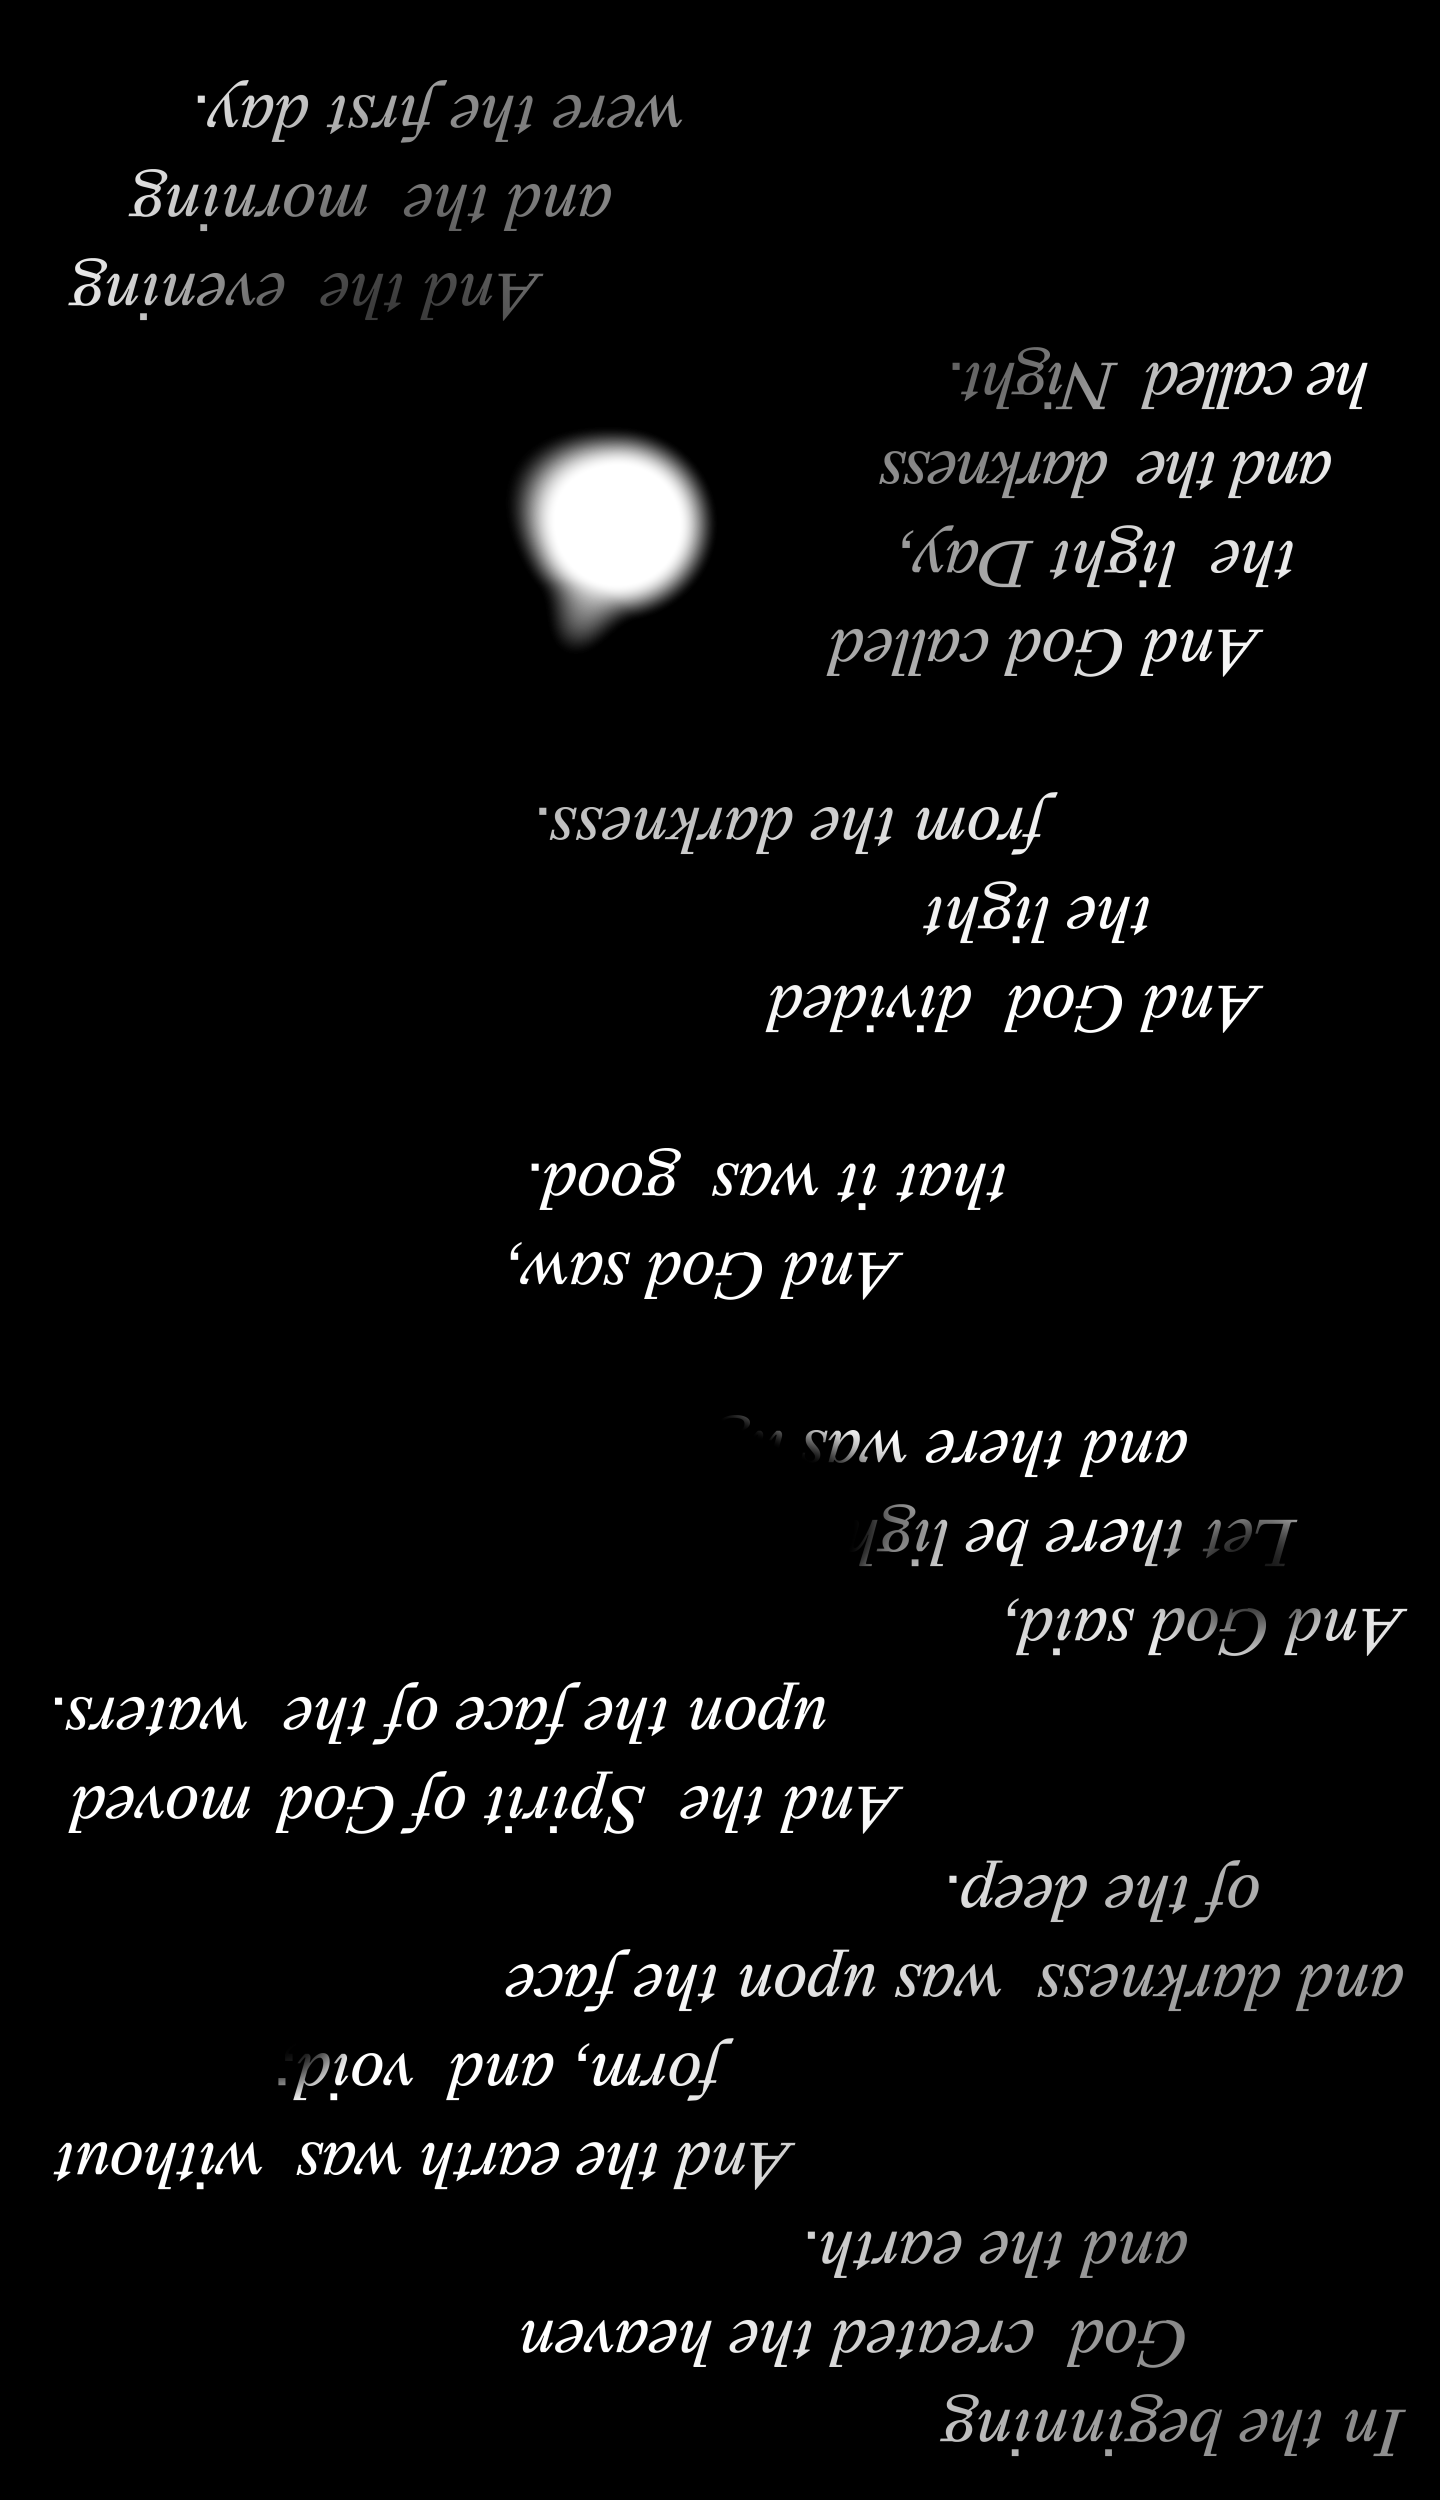 In the beginning
God created the heaven
and the earth.
And the earth was without
form, and void:
and darkness was upon the face
of the deep.
And the Spirit of God moved
upon the face of the waters.
And God said,
Let there be ligh
and there was
And God saw,
that it was good.
And God divided
the light
from the darkness.
And God called
the light Day,
and the darkness
he called Night.
And the evening
and the morning
were the first day.